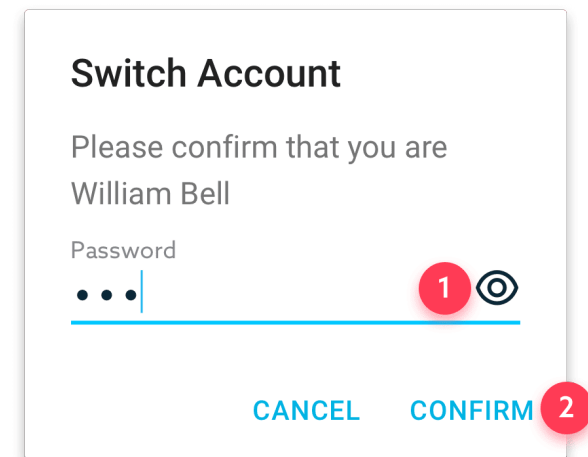 Switch Account
Please confirm that you are
William Bell
Password
•••
1
CANCEL CONFIRM 2